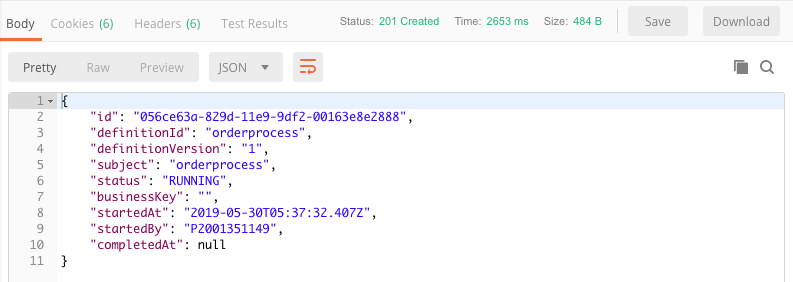 Body Cookies (6) Headers (6) Test Results Status: 201 Created Time: 2653 ms Size: 484 B Save Download
Pretty Raw Preview JSON
1 {
2 "id": "056ce63a-829d-11e9-9df2-00163e8e2888",
3 "definitionId": "orderprocess",
4 "definitionVersion": "1",
5 "subject": "orderprocess",
6 "status": "RUNNING",
7 "businessKey": "",
8 "startedAt": "2019-05-30T05:37:32.407Z",
9 "startedBy": "P2001351149",
10 "completedAt": null
11 }